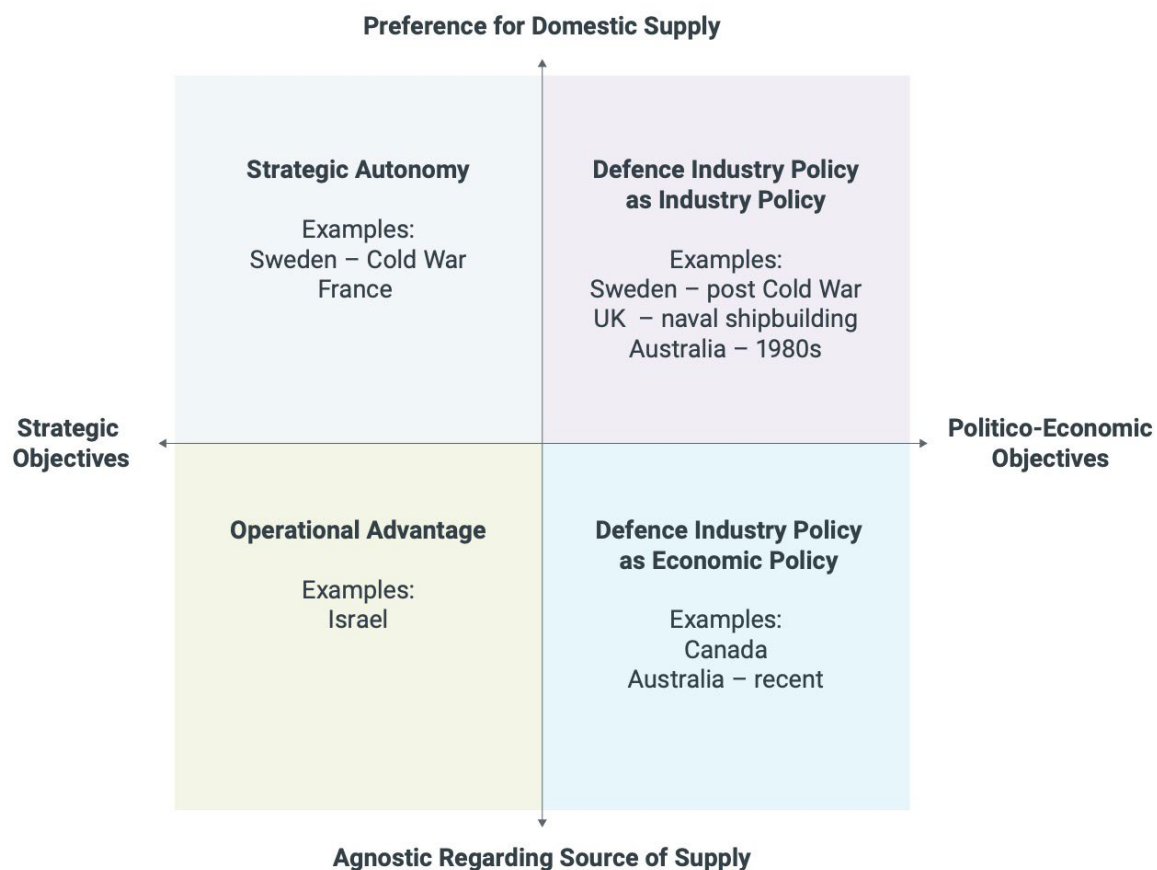 Preference for Domestic Supply
Strategic Autonomy
Examples:
Sweden – Cold War
France
Defence Industry Policy
as Industry Policy
Examples:
Sweden – post Cold War
UK – naval shipbuilding
Australia – 1980s
Strategic
Objectives
Politico-Economic
Objectives
Operational Advantage
Examples:
Israel
Defence Industry Policy
as Economic Policy
Examples:
Canada
Australia – recent
Agnostic Regarding Source of Supply